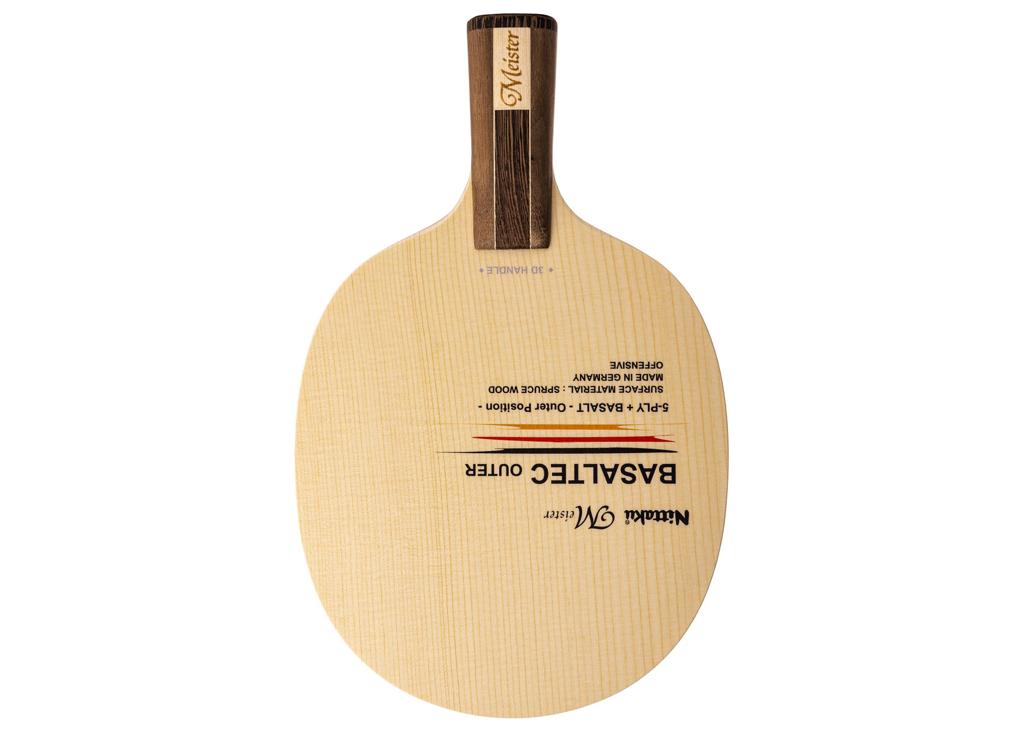 Nittaku® Meister
BASALTEC OUTER
5-PLY + BASALT - Outer Position -
SURFACE MATERIAL : SPRUCE WOOD
MADE IN GERMANY
OFFENSIVE
3D HANDLE
Meister